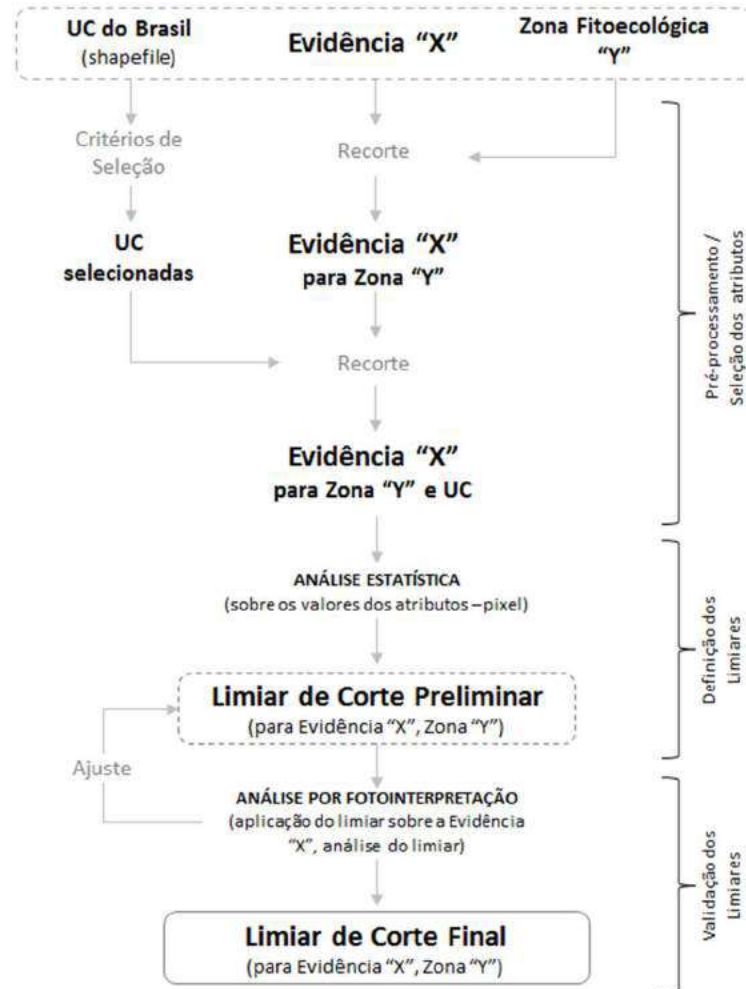 UC do Brasil
(shapefile)
Evidência “X”
Zona Fitoecológica
“Y”
Critérios de
Seleção
Recorte
UC
selecionadas
Evidência “X”
para Zona “Y”
Recorte
Evidência “X”
para Zona “Y” e UC
Pré-processamento /
Seleção dos atributos
ANÁLISE ESTATÍSTICA
(sobre os valores dos atributos – pixel)
Limiar de Corte Preliminar
(para Evidência “X”, Zona “Y”)
Definição dos
Limiares
Ajuste
ANÁLISE POR FOTOINTERPRETAÇÃO
(aplicação do limiar sobre a Evidência
“X”, análise do limiar)
Limiar de Corte Final
(para Evidência “X”, Zona “Y”)
Validação dos
Limiares